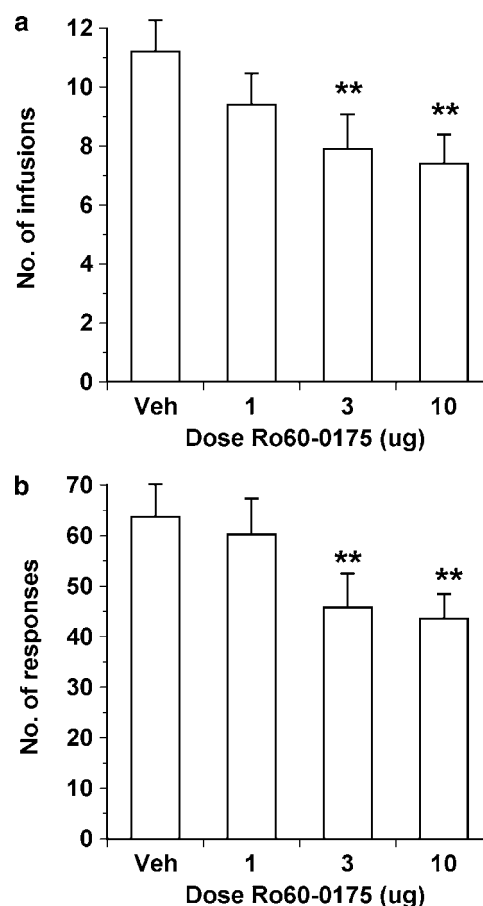 a
12
10
8
6
4
2
0
No. of infusions
** **
Veh 1 3 10
Dose Ro60-0175 (ug)
b
70
60
50
40
30
20
10
0
No. of responses
** **
Veh 1 3 10
Dose Ro60-0175 (ug)